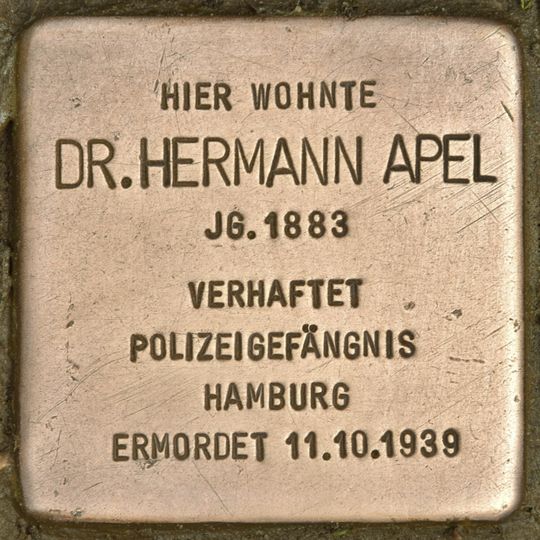 HIER WOHNTE
DR. HERMANN APEL
JG. 1883
VERHAFTET
POLIZEIGEFÄNGNIS
HAMBURG
ERMORDET 11.10.1939